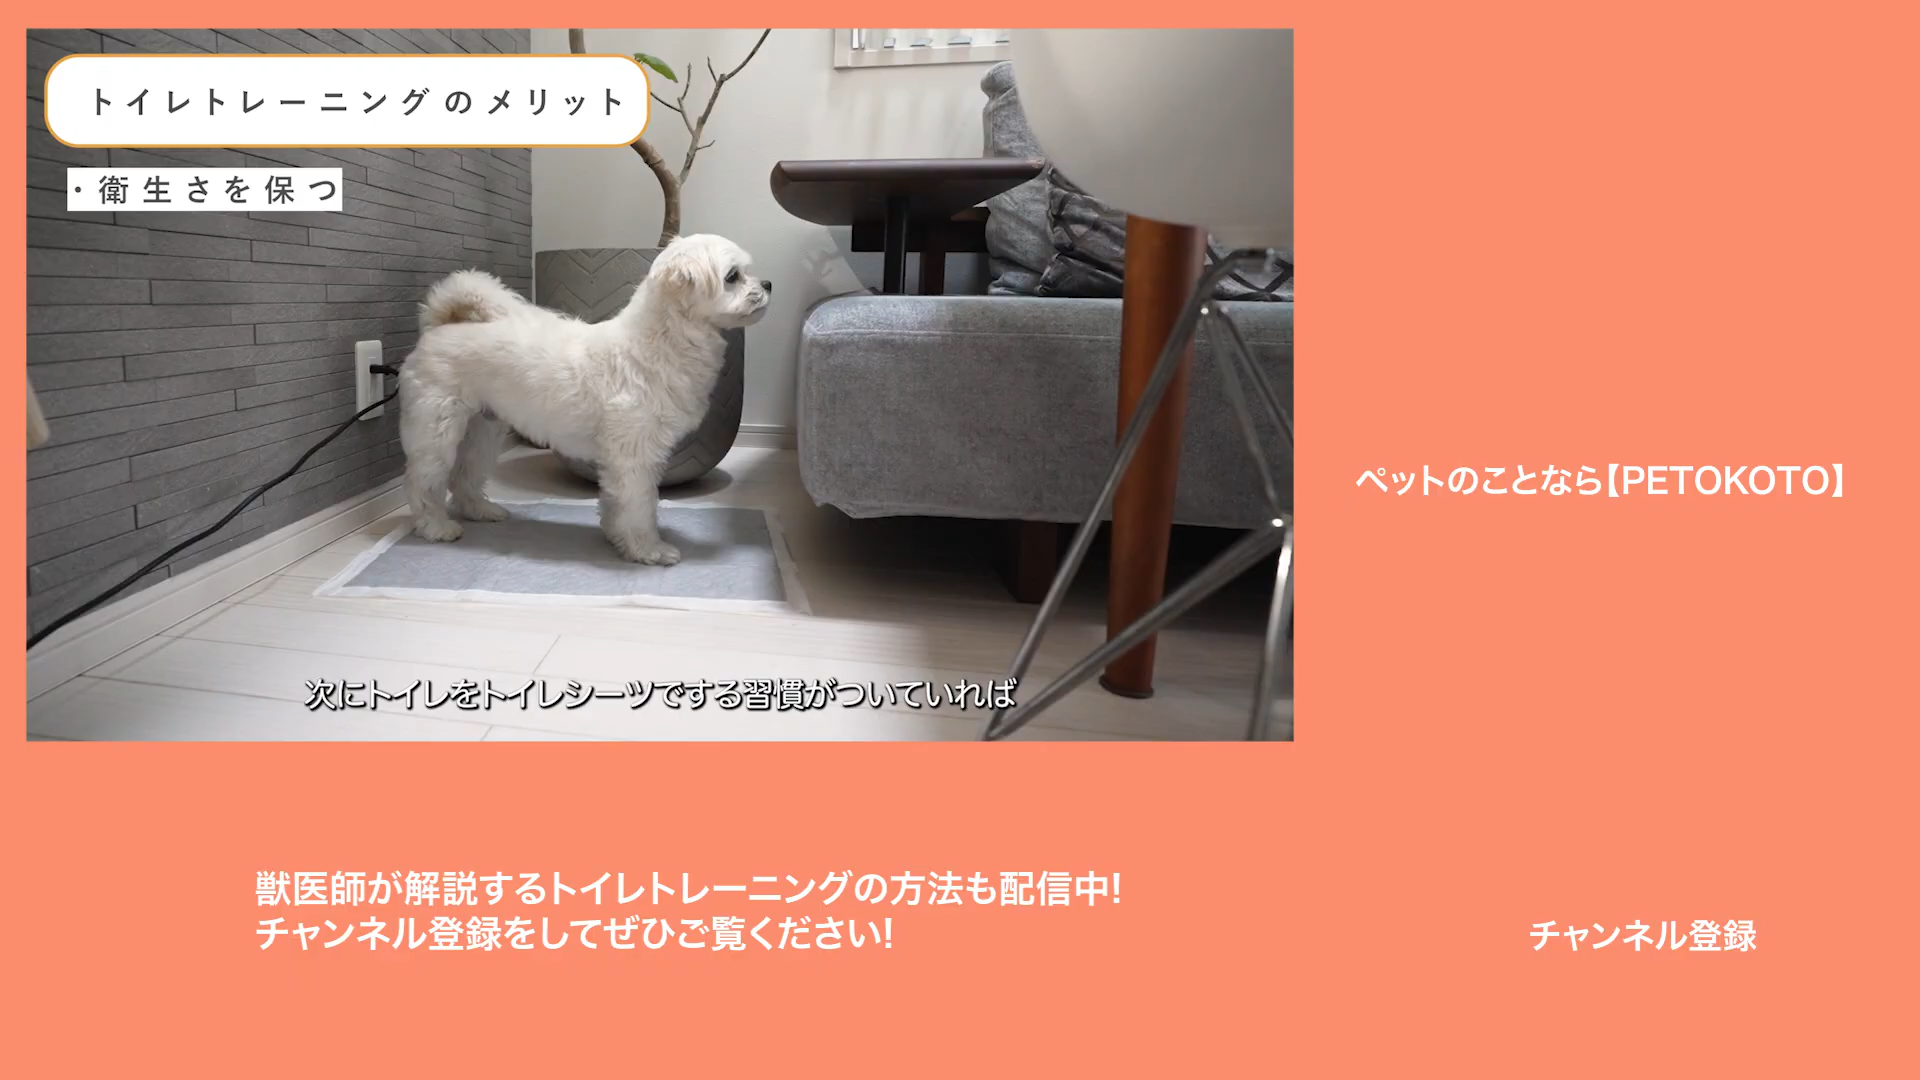 トイレトレーニングのメリット
・衛生さを保つ
次にトイレをトイレシーツでする習慣がついていれば
ペットのことなら【PETOKOTO】
獣医師が解説するトイレトレーニングの方法も配信中!
チャンネル登録をしてぜひご覧ください!
チャンネル登録